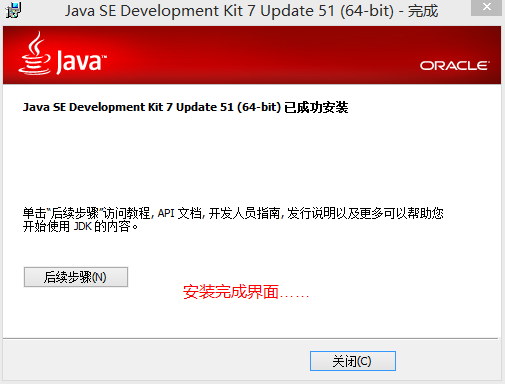 Java SE Development Kit 7 Update 51 (64-bit) - 完成
Java™
ORACLE®
Java SE Development Kit 7 Update 51 (64-bit) 已成功安装
单击“后续步骤”访问教程, API 文档, 开发人员指南, 发行说明以及更多可以帮助您
开始使用 JDK 的内容。
后续步骤(N)
安装完成界面……
关闭(C)